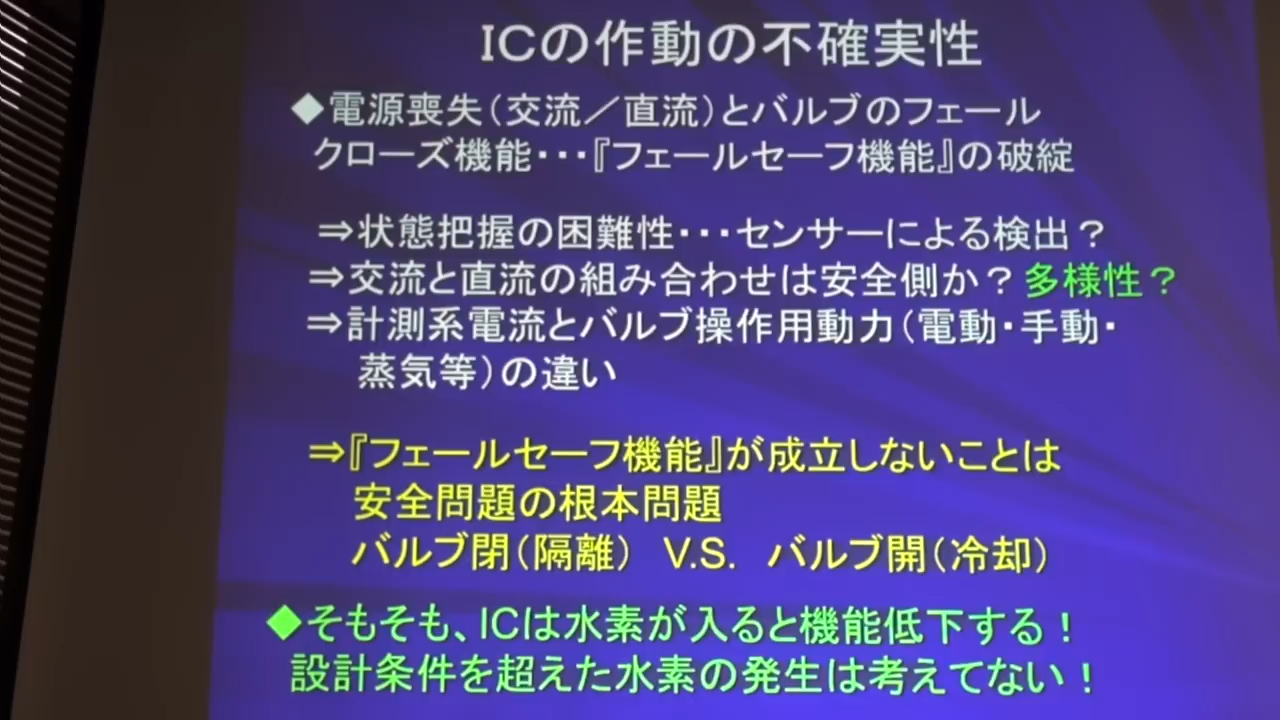 ICの作動の不確実性
◆電源喪失（交流／直流）とバルブのフェール
クローズ機能・・・『フェールセーフ機能』の破綻
⇒状態把握の困難性・・・センサーによる検出？
⇒交流と直流の組み合わせは安全側か？多様性？
⇒計測系電流とバルブ操作用動力（電動・手動・
蒸気等）の違い
⇒『フェールセーフ機能』が成立しないことは
安全問題の根本問題
バルブ閉（隔離） V.S. バルブ開（冷却）
◆そもそも、ICは水素が入ると機能低下する！
設計条件を超えた水素の発生は考えてない！